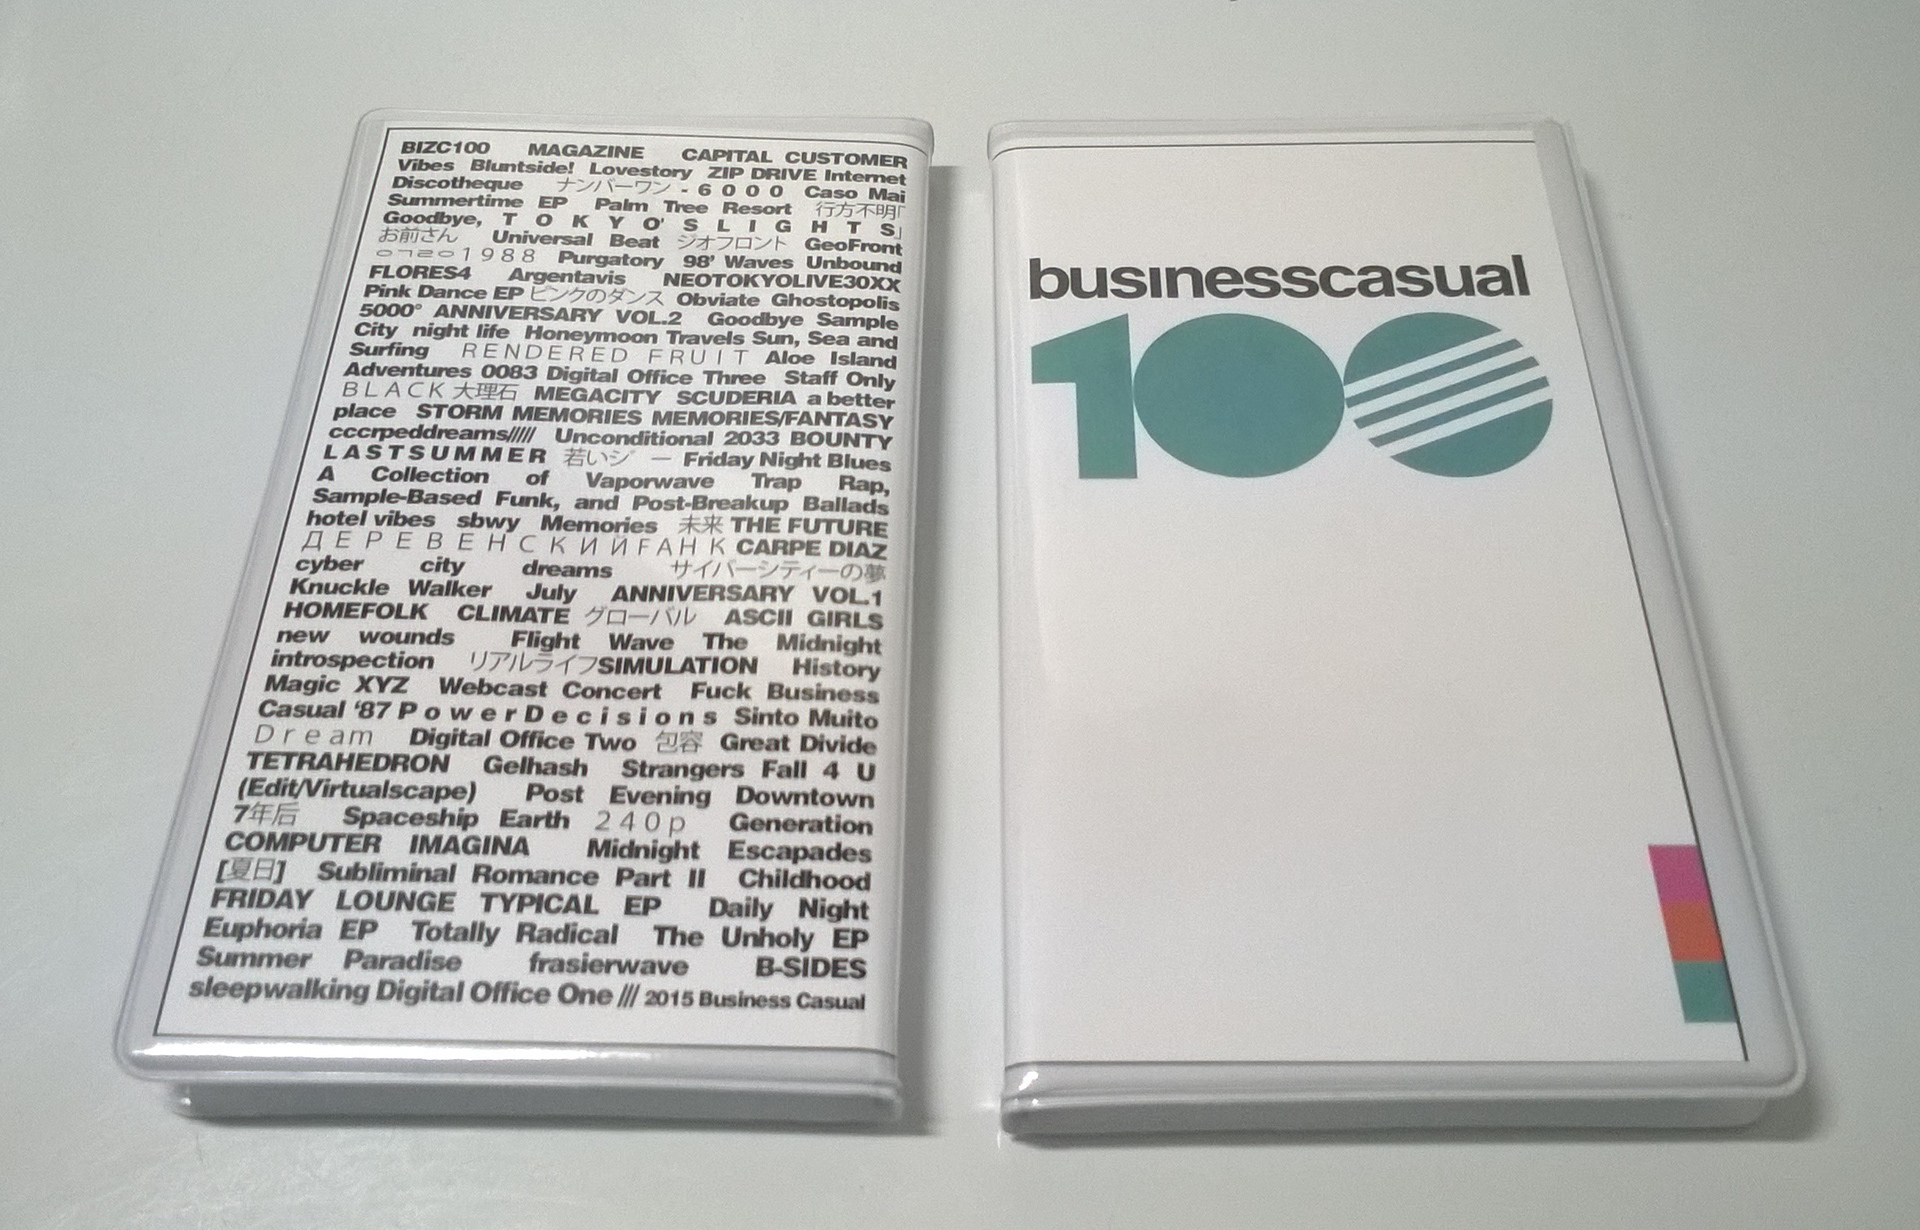 BIZC100 MAGAZINE CAPITAL CUSTOMER
Vibes Bluntside! Lovestory ZIP DRIVE Internet
Discotheque ナンバーワン - 6 0 0 0 Caso Mai
Summertime EP Palm Tree Resort 行方不明「
Goodbye, T O K Y O' S L I G H T S」
お前さん Universal Beat ジオフロント GeoFront
1 9 8 8 Purgatory 98' Waves Unbound
FLORES4 Argentavis NEOTOKYOLIVE30XX
Pink Dance EP ピンクのダンス Obviate Ghostopolis
5000° ANNIVERSARY VOL.2 Goodbye Sample
City night life Honeymoon Travels Sun, Sea and
Surfing R E N D E R E D F R U I T Aloe Island
Adventures 0083 Digital Office Three Staff Only
B L A C K 大理石 MEGACITY SCUDERIA a better
place STORM MEMORIES MEMORIES/FANTASY
cccrpeddreams///// Unconditional 2033 BOUNTY
L A S T S U M M E R 若いジ ー Friday Night Blues
A Collection of Vaporwave Trap Rap,
Sample-Based Funk, and Post-Breakup Ballads
hotel vibes sbwy Memories 未来 THE FUTURE
Д Е Р Е В Е Н С К И Й F A H K CARPE DIAZ
cyber city dreams サイバーシティーの夢
Knuckle Walker July ANNIVERSARY VOL.1
HOMEFOLK CLIMATE グローバル ASCII GIRLS
new wounds Flight Wave The Midnight
introspection リアルライフSIMULATION History
Magic XYZ Webcast Concert Fuck Business
Casual '87 P o w e r D e c i s i o n s Sinto Muito
D r e a m Digital Office Two 包容 Great Divide
TETRAHEDRON Gelhash Strangers Fall 4 U
(Edit/Virtualscape) Post Evening Downtown
7年后 Spaceship Earth 2 4 0 p Generation
COMPUTER IMAGINA Midnight Escapades
[夏日] Subliminal Romance Part II Childhood
FRIDAY LOUNGE TYPICAL EP Daily Night
Euphoria EP Totally Radical The Unholy EP
Summer Paradise frasierwave B-SIDES
sleepwalking Digital Office One /// 2015 Business Casual
businesscasual
100